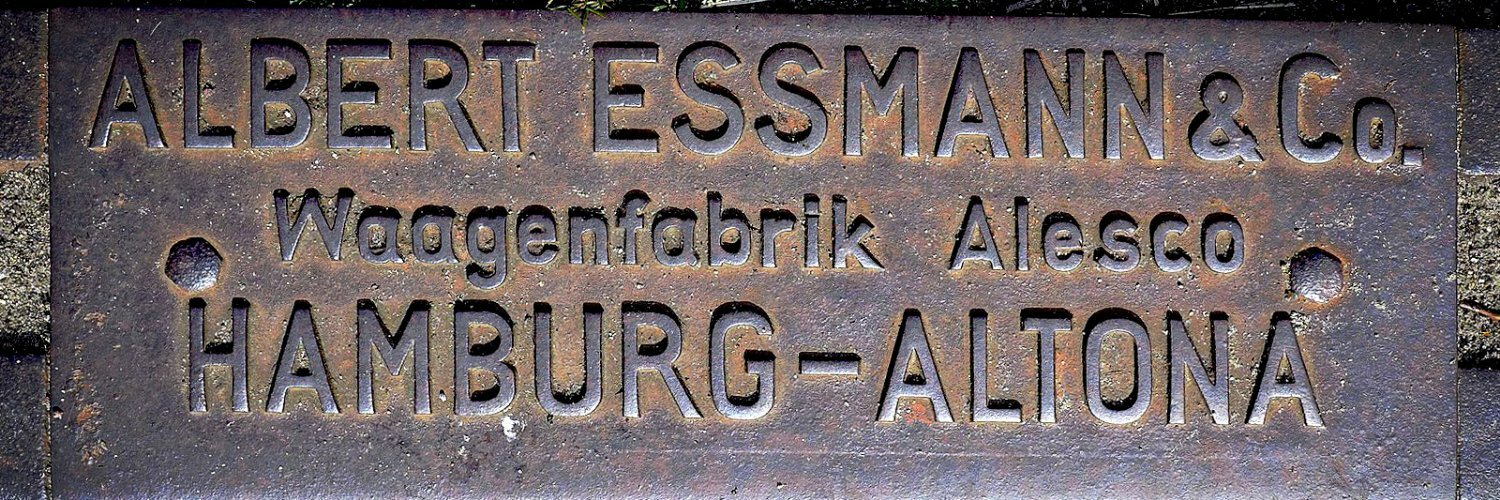 ALBERT ESSMANN & Co.
Waagenfabrik Alesco
HAMBURG-ALTONA